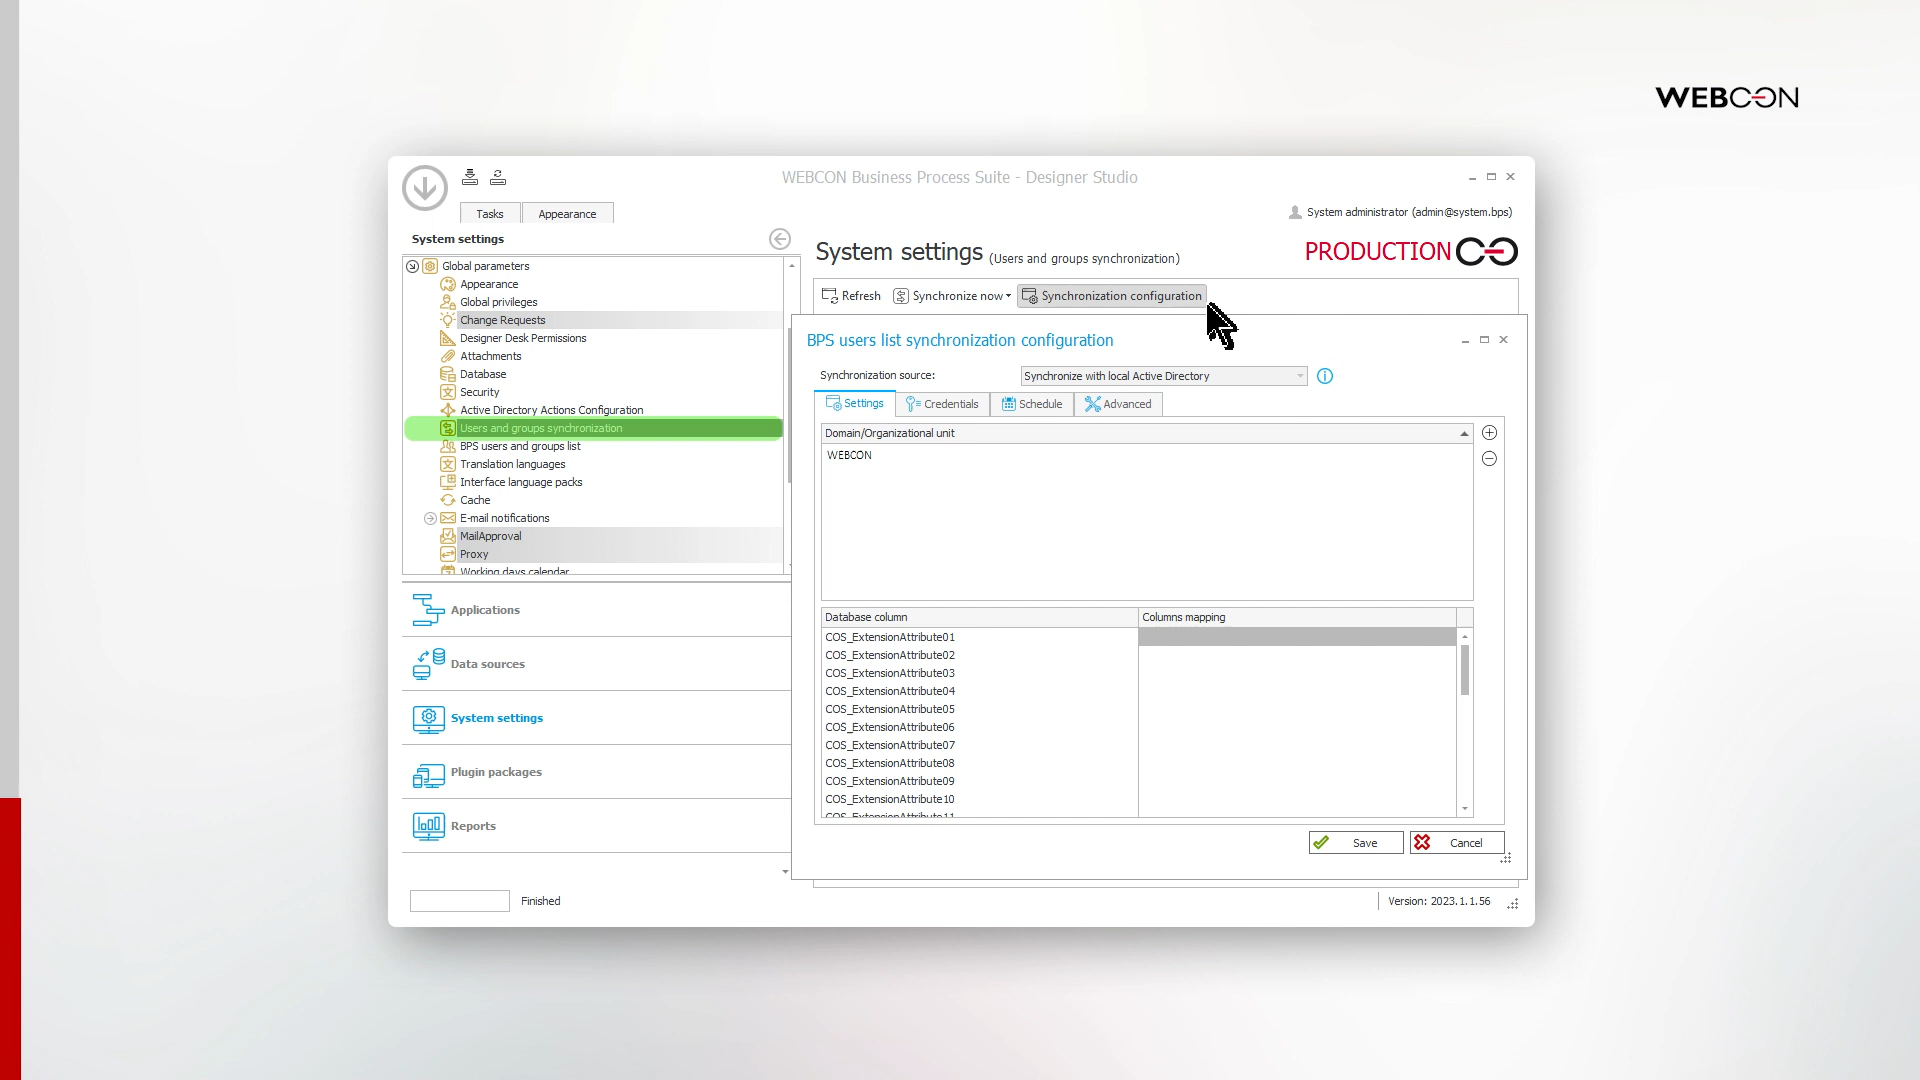 WEBCON
WEBCON Business Process Suite - Designer Studio
Tasks
Appearance
System administrator (admin@system.bps)
System settings
System settings (Users and groups synchronization)
PRODUCTION
Global parameters
Appearance
Global privileges
Change Requests
Designer Desk Permissions
Attachments
Database
Security
Active Directory Actions Configuration
Users and groups synchronization
BPS users and groups list
Translation languages
Interface language packs
Cache
E-mail notifications
MailApproval
Proxy
Working days calendar
Applications
Data sources
System settings
Plugin packages
Reports
Refresh
Synchronize now
Synchronization configuration
BPS users list synchronization configuration
Synchronization source:
Synchronize with local Active Directory
Settings
Credentials
Schedule
Advanced
Domain/Organizational unit
WEBCON
Database column
Columns mapping
COS_ExtensionAttribute01
COS_ExtensionAttribute02
COS_ExtensionAttribute03
COS_ExtensionAttribute04
COS_ExtensionAttribute05
COS_ExtensionAttribute06
COS_ExtensionAttribute07
COS_ExtensionAttribute08
COS_ExtensionAttribute09
COS_ExtensionAttribute10
COS_ExtensionAttribute11
Save
Cancel
Finished
Version: 2023.1.1.56